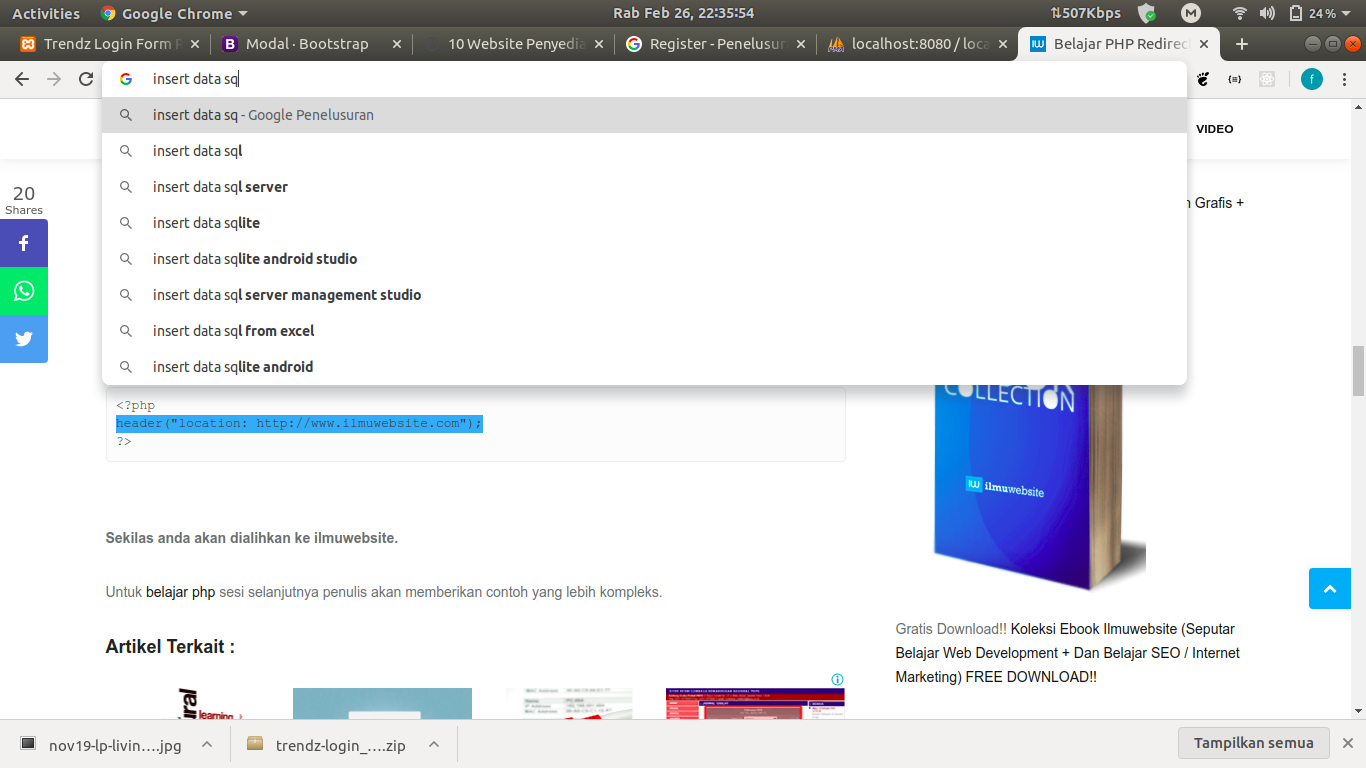 Activities Google Chrome Rab Feb 26, 22:35:54 507Kbps M 24%
Trendz Login Form R Modal · Bootstrap 10 Website Penyedia Register - Penelusur localhost:8080 / loca Belajar PHP Redirec
insert data sq f
insert data sq - Google Penelusuran
VIDEO
insert data sql
insert data sql server
20
Shares
Grafis +
insert data sqlite
insert data sqlite android studio
insert data sql server management studio
insert data sql from excel
insert data sqlite android
COLLECTION
<?php
header("location: http://www.ilmuwebsite.com");
?>
IW ilmuwebsite
Sekilas anda akan dialihkan ke ilmuwebsite.
Untuk belajar php sesi selanjutnya penulis akan memberikan contoh yang lebih kompleks.
Artikel Terkait :
Gratis Download!! Koleksi Ebook Ilmuwebsite (Seputar
Belajar Web Development + Dan Belajar SEO / Internet
Marketing) FREE DOWNLOAD!!
learning
nov19-lp-livin....jpg trendz-login_....zip Tampilkan semua